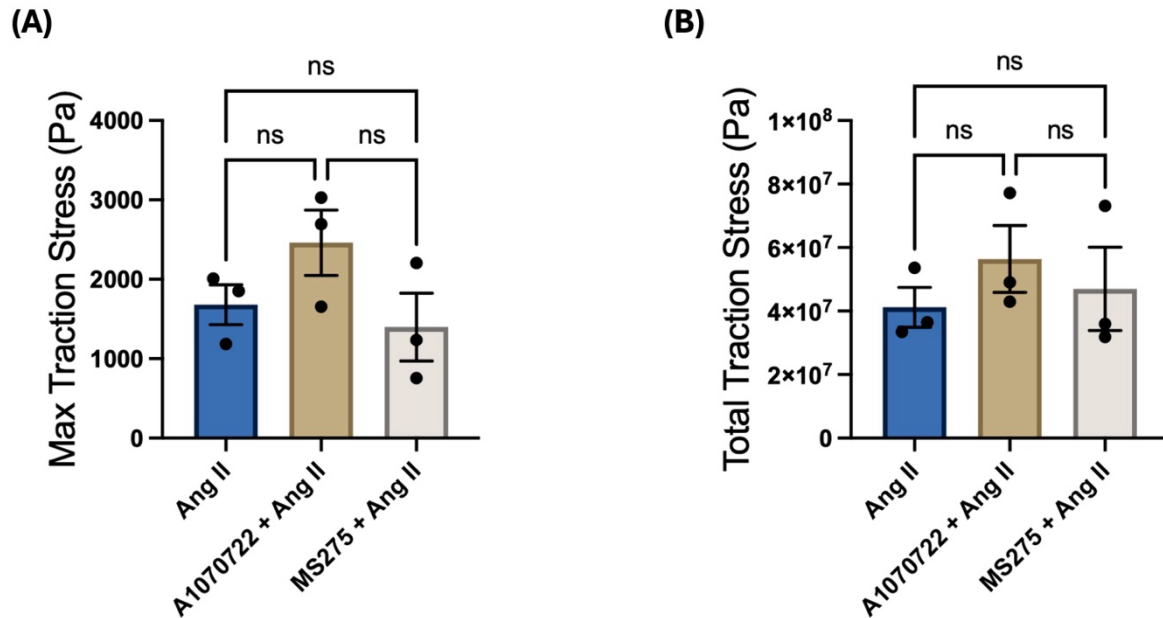 (A)
ns
ns
ns
Max Traction Stress (Pa)
4000
3000
2000
1000
0
Ang II
A1070722 + Ang II
MS275 + Ang II
(B)
ns
ns
ns
Total Traction Stress (Pa)
1×10⁸
8×10⁷
6×10⁷
4×10⁷
2×10⁷
0
Ang II
A1070722 + Ang II
MS275 + Ang II